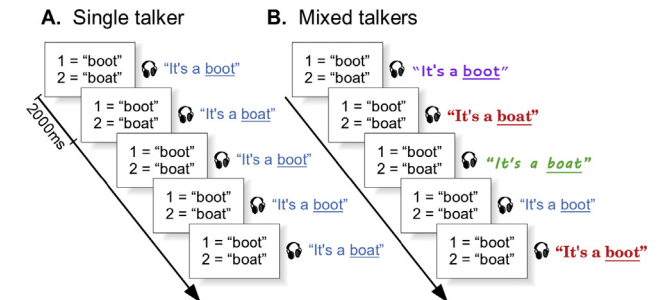 A. Single talker
1 = “boot”
2 = “boat”
“It's a boot”
1 = “boot”
2 = “boat”
“It's a boat”
1 = “boot”
2 = “boat”
“It's a boot”
1 = “boot”
2 = “boat”
“It's a boot”
1 = “boot”
2 = “boat”
“It's a boat”
2000ms
B. Mixed talkers
1 = “boot”
2 = “boat”
“It's a boot”
1 = “boot”
2 = “boat”
“It's a boat”
1 = “boot”
2 = “boat”
“It's a boat”
1 = “boot”
2 = “boat”
“It's a boot”
1 = “boot”
2 = “boat”
“It's a boot”